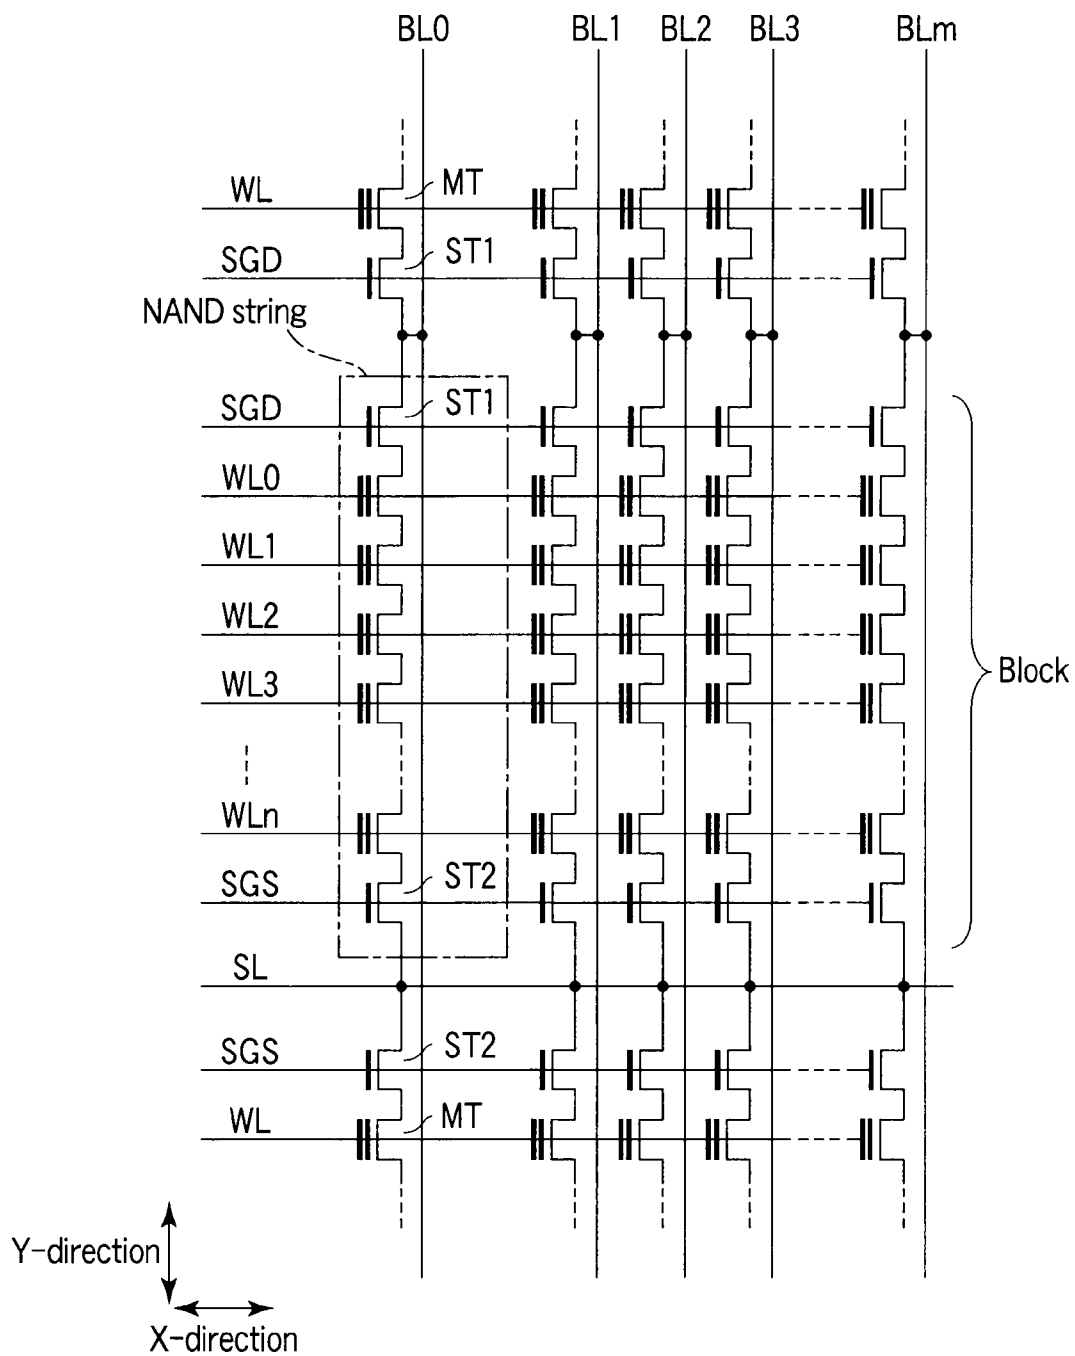 BL0 BL1 BL2 BL3 BLm
WL MT
SGD ST1
NAND string
SGD ST1
WL0
WL1
WL2
WL3
Block
WLn
SGS ST2
SL
SGS ST2
WL MT
Y-direction
X-direction